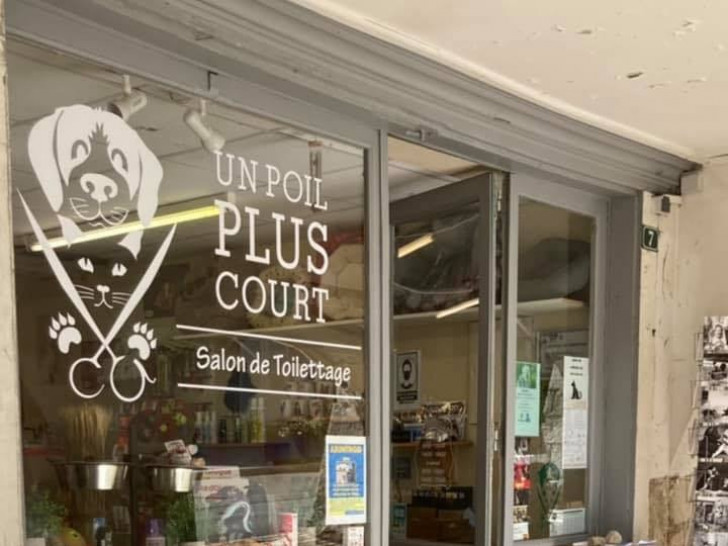 UN POIL
PLUS
COURT
Salon de Toilettage
7